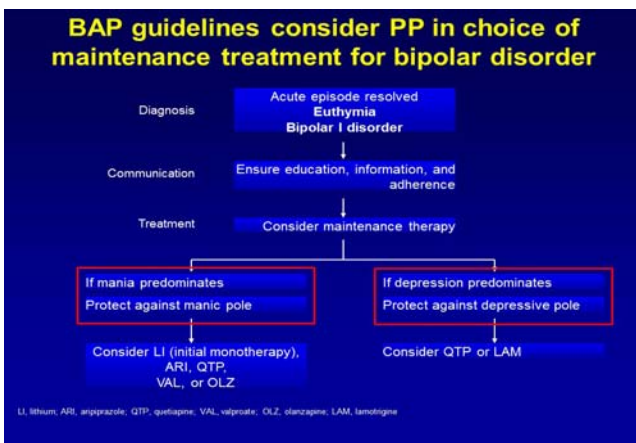 BAP guidelines consider PP in choice of
maintenance treatment for bipolar disorder
Diagnosis
Acute episode resolved
Euthymia
Bipolar I disorder
Communication
Ensure education, information, and
adherence
Treatment
Consider maintenance therapy
If mania predominates
Protect against manic pole
If depression predominates
Protect against depressive pole
Consider LI (initial monotherapy),
ARI, QTP,
VAL, or OLZ
Consider QTP or LAM
LI, lithium; ARI, aripiprazole; QTP, quetiapine; VAL, valproate; OLZ, olanzapine; LAM, lamotrigine